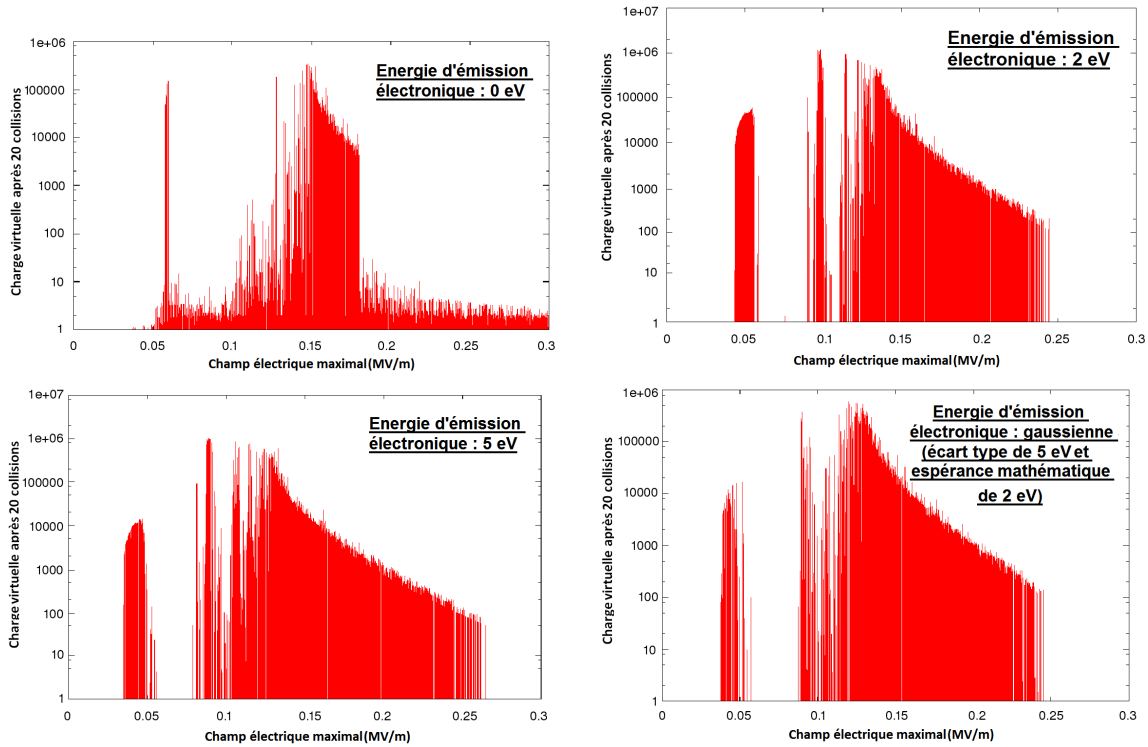 1e+06
100000
10000
1000
100
10
1
0
0.05
0.1
0.15
0.2
0.25
0.3
Charge virtuelle après 20 collisions
Champ électrique maximal(MV/m)
Energie d'émission
électronique : 0 eV
1e+07
1e+06
100000
10000
1000
100
10
1
0
0.05
0.1
0.15
0.2
0.25
0.3
Charge virtuelle après 20 collisions
Champ électrique maximal(MV/m)
Energie d'émission
électronique : 2 eV
1e+07
1e+06
100000
10000
1000
100
10
1
0
0.05
0.1
0.15
0.2
0.25
0.3
Charge virtuelle après 20 collisions
Champ électrique maximal(MV/m)
Energie d'émission
électronique : 5 eV
1e+06
100000
10000
1000
100
10
1
0
0.05
0.1
0.15
0.2
0.25
0.3
Charge virtuelle après 20 collisions
Champ électrique maximal(MV/m)
Energie d'émission
électronique : gaussienne
(écart type de 5 eV et
espérance mathématique
de 2 eV)